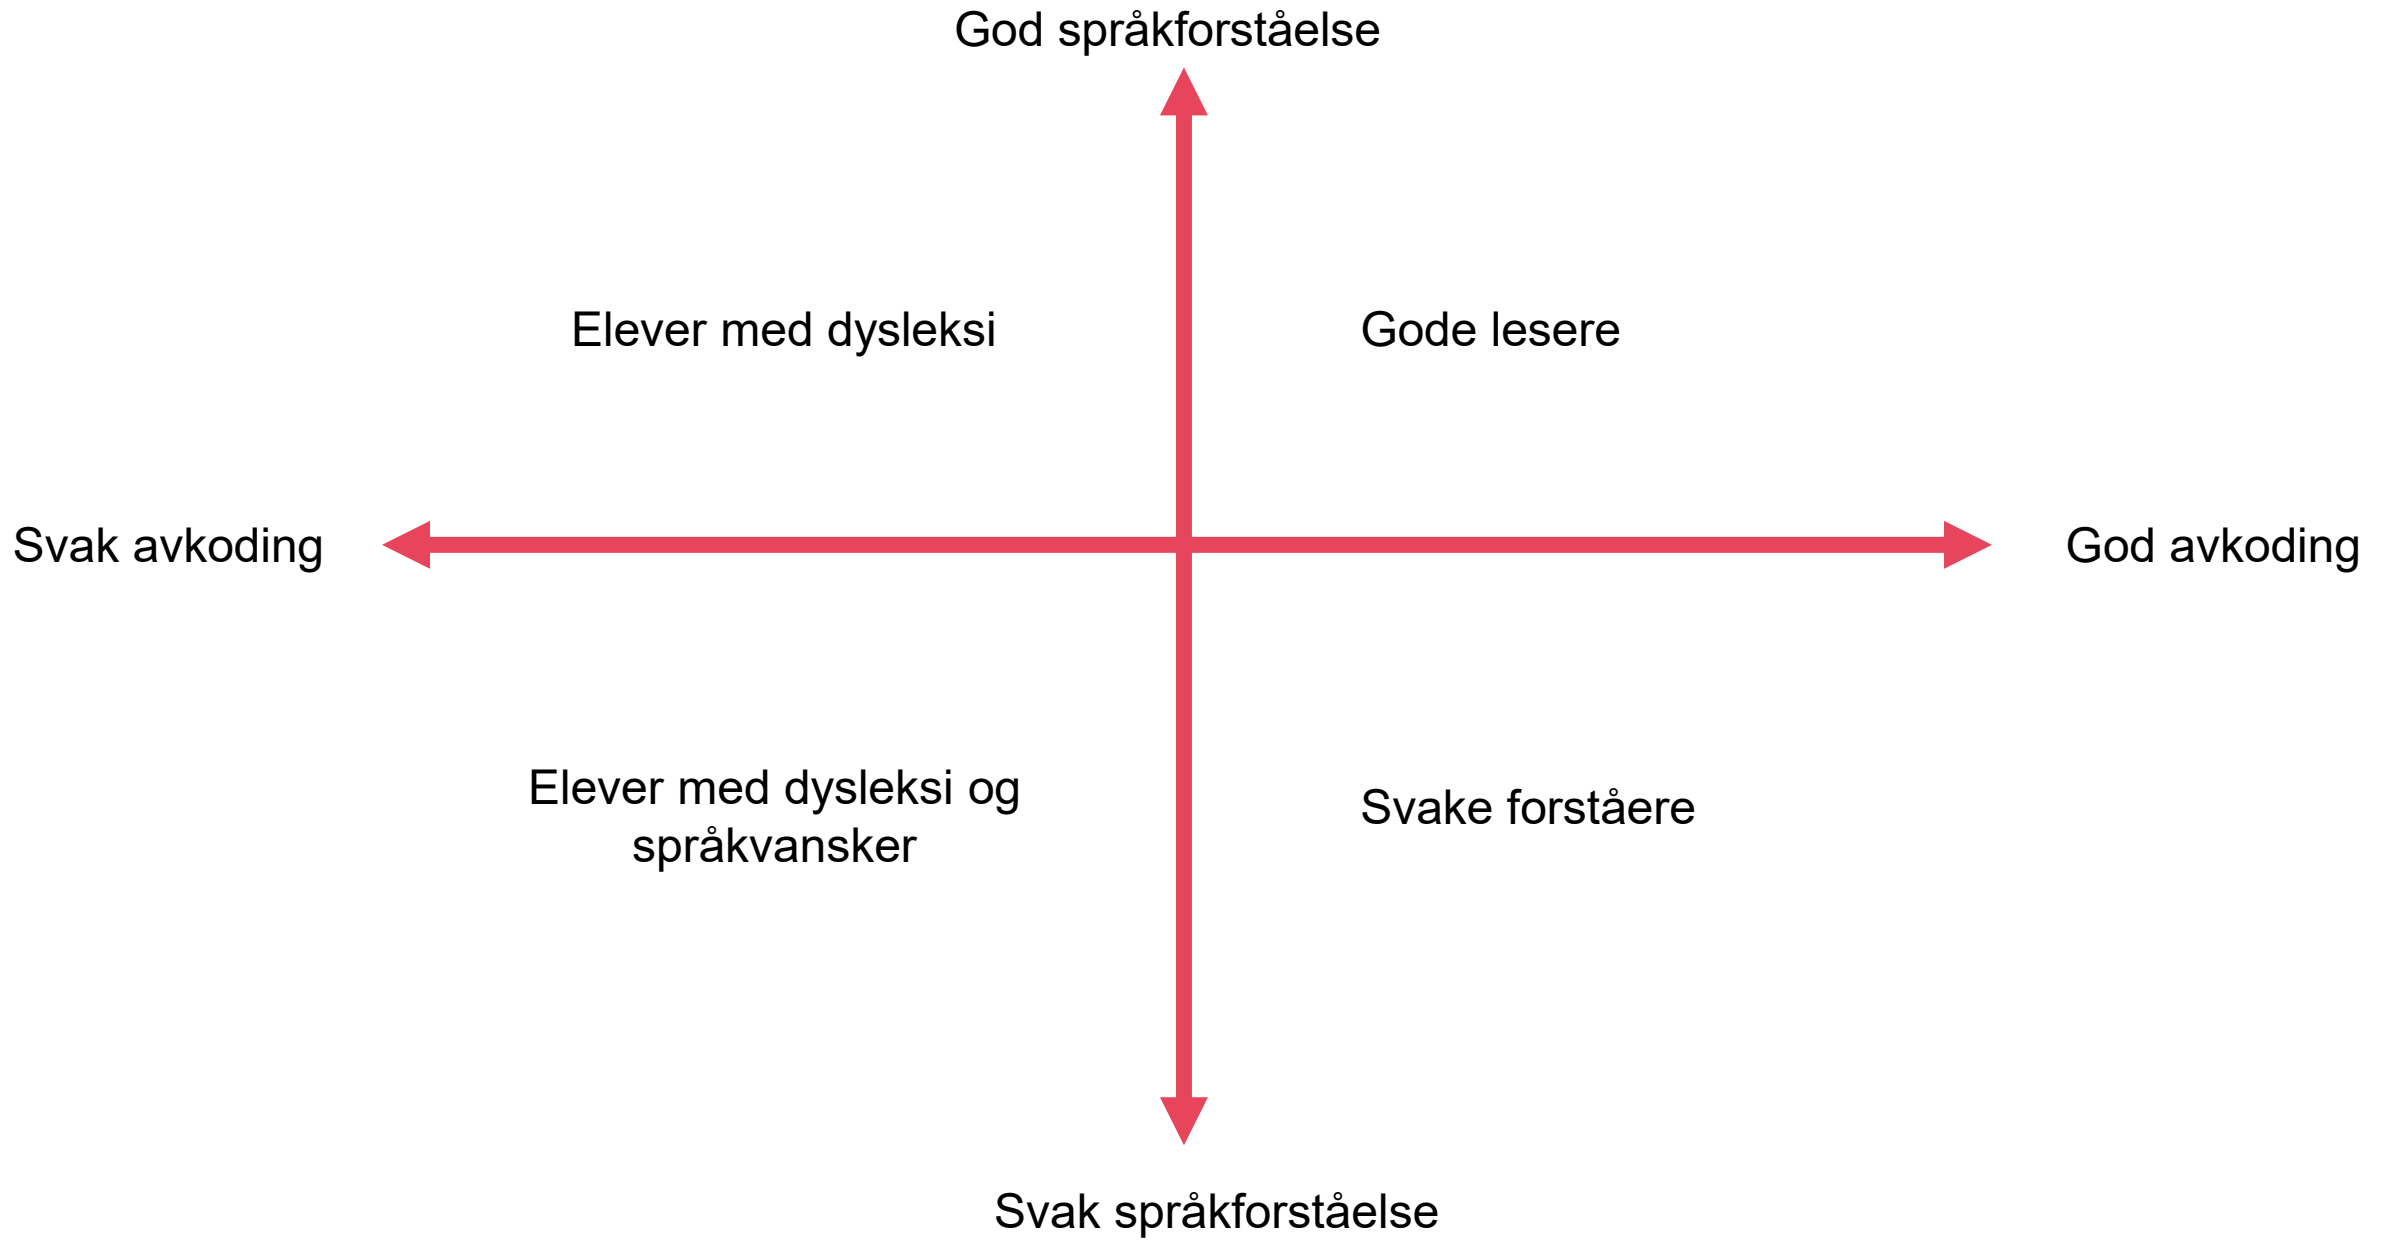 God språkforståelse
Elever med dysleksi
Gode lesere
Svak avkoding
God avkoding
Elever med dysleksi og
språkvansker
Svake forståere
Svak språkforståelse